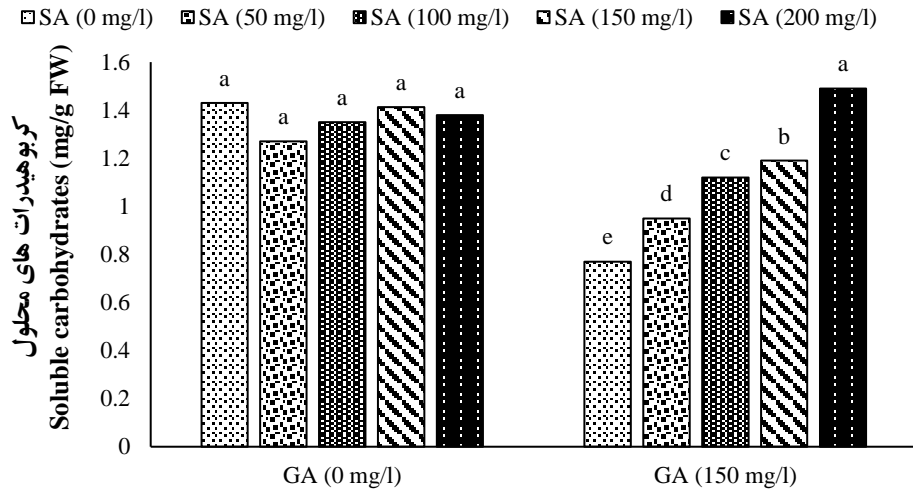 SA (0 mg/l) SA (50 mg/l) SA (100 mg/l) SA (150 mg/l) SA (200 mg/l)
کربوهیدرات های محلول
Soluble carbohydrates (mg/g FW)
1.6
1.4
1.2
1
0.8
0.6
0.4
0.2
0
a a a a a
e d c b a
GA (0 mg/l) GA (150 mg/l)